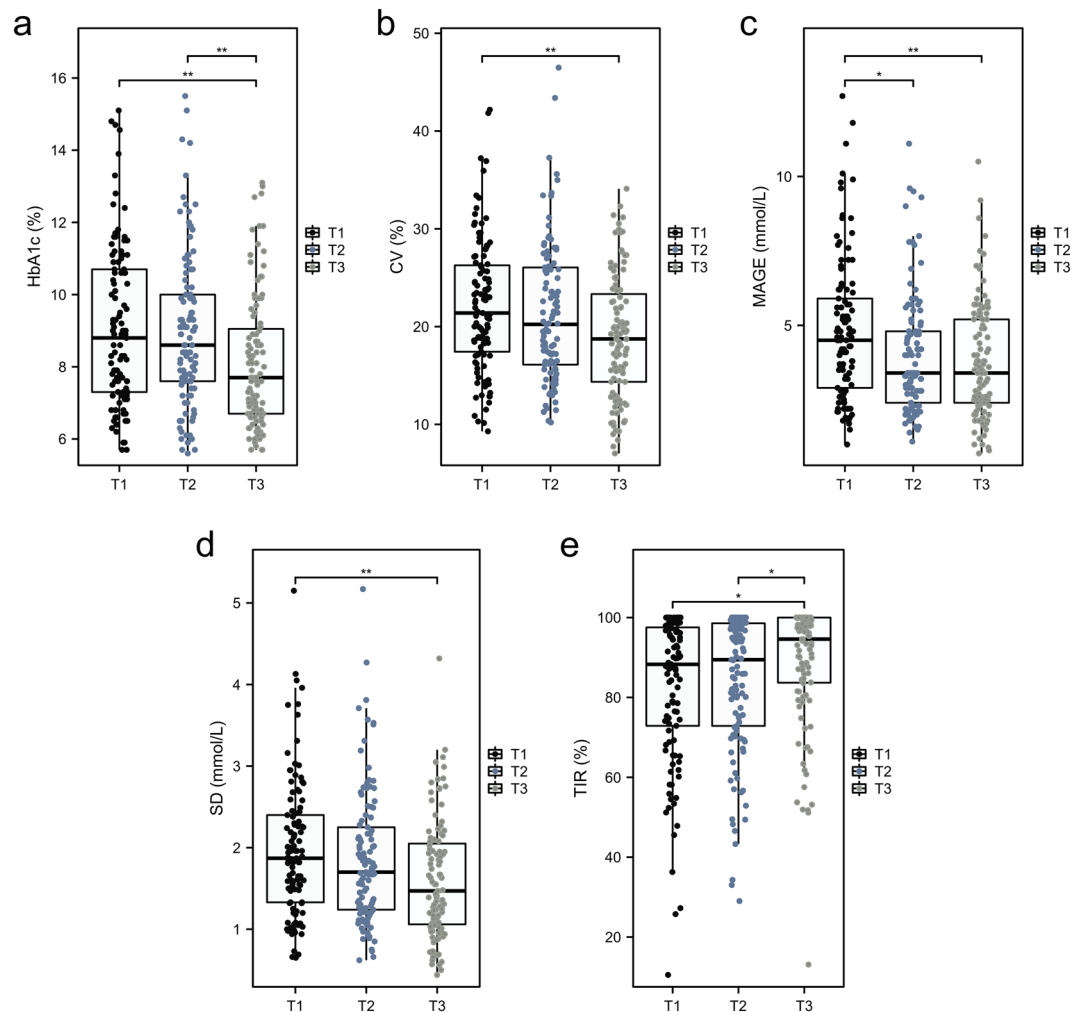 a
**
**
HbA1c (%)
16
14
12
10
8
6
T1
T2
T3
T1
T2
T3
b
**
CV (%)
50
40
30
20
10
T1
T2
T3
T1
T2
T3
c
**
*
MAGE (mmol/L)
10
5
T1
T2
T3
T1
T2
T3
d
**
SD (mmol/L)
5
4
3
2
1
T1
T2
T3
T1
T2
T3
e
*
*
TIR (%)
100
80
60
40
20
T1
T2
T3
T1
T2
T3